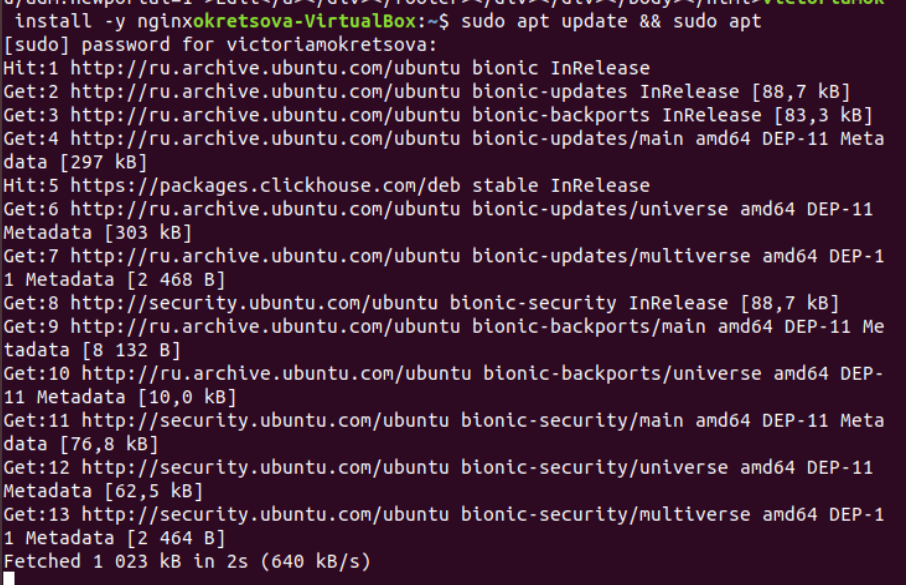 d/adm.newportal=1">Edit</a></div></footer></div></div></body></html>victoriamok
 install -y nginxokretsova-VirtualBox:~$ sudo apt update && sudo apt
[sudo] password for victoriamokretsova:
Hit:1 http://ru.archive.ubuntu.com/ubuntu bionic InRelease
Get:2 http://ru.archive.ubuntu.com/ubuntu bionic-updates InRelease [88,7 kB]
Get:3 http://ru.archive.ubuntu.com/ubuntu bionic-backports InRelease [83,3 kB]
Get:4 http://ru.archive.ubuntu.com/ubuntu bionic-updates/main amd64 DEP-11 Meta
data [297 kB]
Hit:5 https://packages.clickhouse.com/deb stable InRelease
Get:6 http://ru.archive.ubuntu.com/ubuntu bionic-updates/universe amd64 DEP-11
Metadata [303 kB]
Get:7 http://ru.archive.ubuntu.com/ubuntu bionic-updates/multiverse amd64 DEP-1
1 Metadata [2 468 B]
Get:8 http://security.ubuntu.com/ubuntu bionic-security InRelease [88,7 kB]
Get:9 http://ru.archive.ubuntu.com/ubuntu bionic-backports/main amd64 DEP-11 Me
tadata [8 132 B]
Get:10 http://ru.archive.ubuntu.com/ubuntu bionic-backports/universe amd64 DEP-
11 Metadata [10,0 kB]
Get:11 http://security.ubuntu.com/ubuntu bionic-security/main amd64 DEP-11 Meta
data [76,8 kB]
Get:12 http://security.ubuntu.com/ubuntu bionic-security/universe amd64 DEP-11
Metadata [62,5 kB]
Get:13 http://security.ubuntu.com/ubuntu bionic-security/multiverse amd64 DEP-1
1 Metadata [2 464 B]
Fetched 1 023 kB in 2s (640 kB/s)